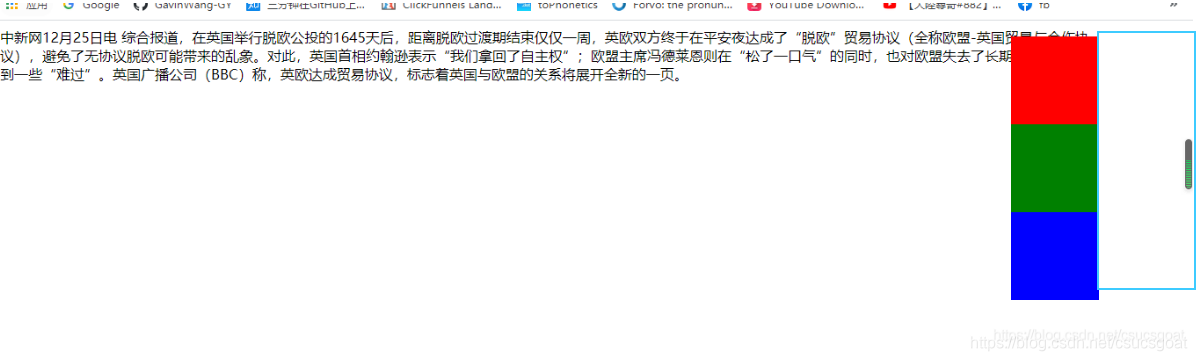 应用 Google GavinWang-GY 三分钟在GitHub上... ClickFunnels Land... toPhonetics Forvo: the pronun... YouTube Downlo... 【大陸尋奇#882】... fb »
中新网12月25日电 综合报道，在英国举行脱欧公投的1645天后，距离脱欧过渡期结束仅仅一周，英欧双方终于在平安夜达成了“脱欧”贸易协议（全称欧盟-英国贸易与合作协
议），避免了无协议脱欧可能带来的乱象。对此，英国首相约翰逊表示“我们拿回了自主权”；欧盟主席冯德莱恩则在“松了一口气”的同时，也对欧盟失去了长期
到一些“难过”。英国广播公司（BBC）称，英欧达成贸易协议，标志着英国与欧盟的关系将展开全新的一页。
https://blog.csdn.net/csucsgoat
https://blog.csdn.net/csucsgoat